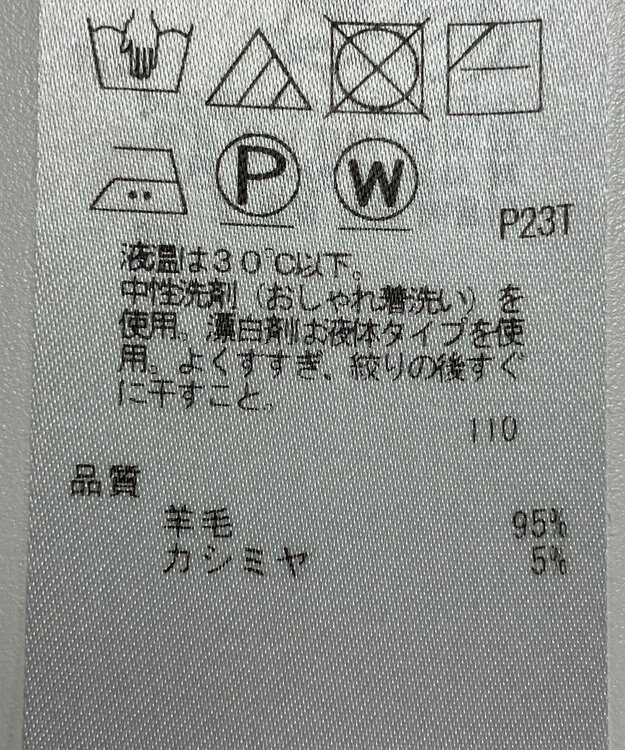 P
W
P23T
液温は30℃以下。
中性洗剤（おしゃれ着洗い）を
使用。漂白剤は液体タイプを使
用。よくすすぎ、絞りの後すぐ
に干すこと。
110
品質
羊毛 95%
カシミヤ 5%